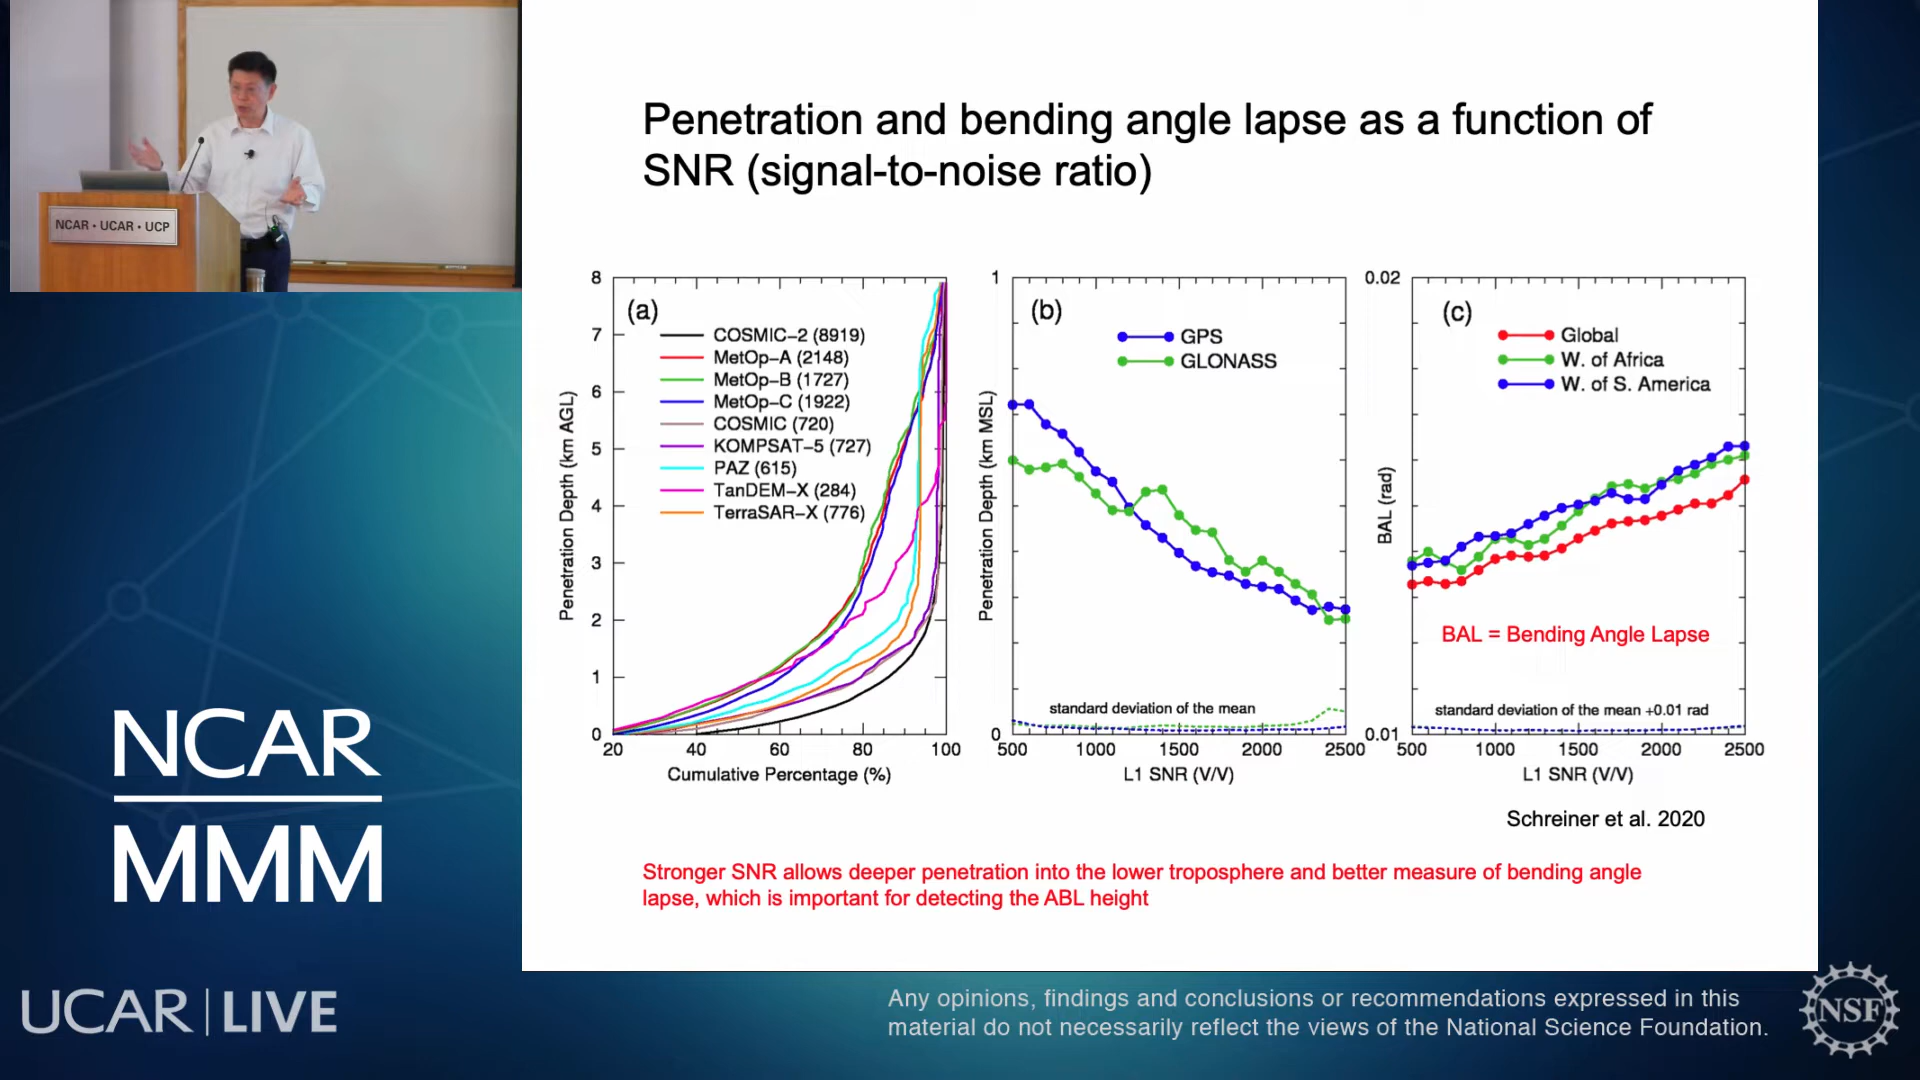 NCAR • UCAR • UCP
Penetration and bending angle lapse as a function of
SNR (signal-to-noise ratio)
8
7
6
5
4
3
2
1
0
Penetration Depth (km AGL)
(a)
COSMIC-2 (8919)
MetOp-A (2148)
MetOp-B (1727)
MetOp-C (1922)
COSMIC (720)
KOMPSAT-5 (727)
PAZ (615)
TanDEM-X (284)
TerraSAR-X (776)
20 40 60 80 100
Cumulative Percentage (%)
1
0
Penetration Depth (km MSL)
(b)
GPS
GLONASS
standard deviation of the mean
500 1000 1500 2000 2500
L1 SNR (V/V)
0.02
0.01
BAL (rad)
(c)
Global
W. of Africa
W. of S. America
BAL = Bending Angle Lapse
standard deviation of the mean +0.01 rad
500 1000 1500 2000 2500
L1 SNR (V/V)
Schreiner et al. 2020
Stronger SNR allows deeper penetration into the lower troposphere and better measure of bending angle
lapse, which is important for detecting the ABL height
NCAR
MMM
UCAR | LIVE
Any opinions, findings and conclusions or recommendations expressed in this
material do not necessarily reflect the views of the National Science Foundation.
NSF